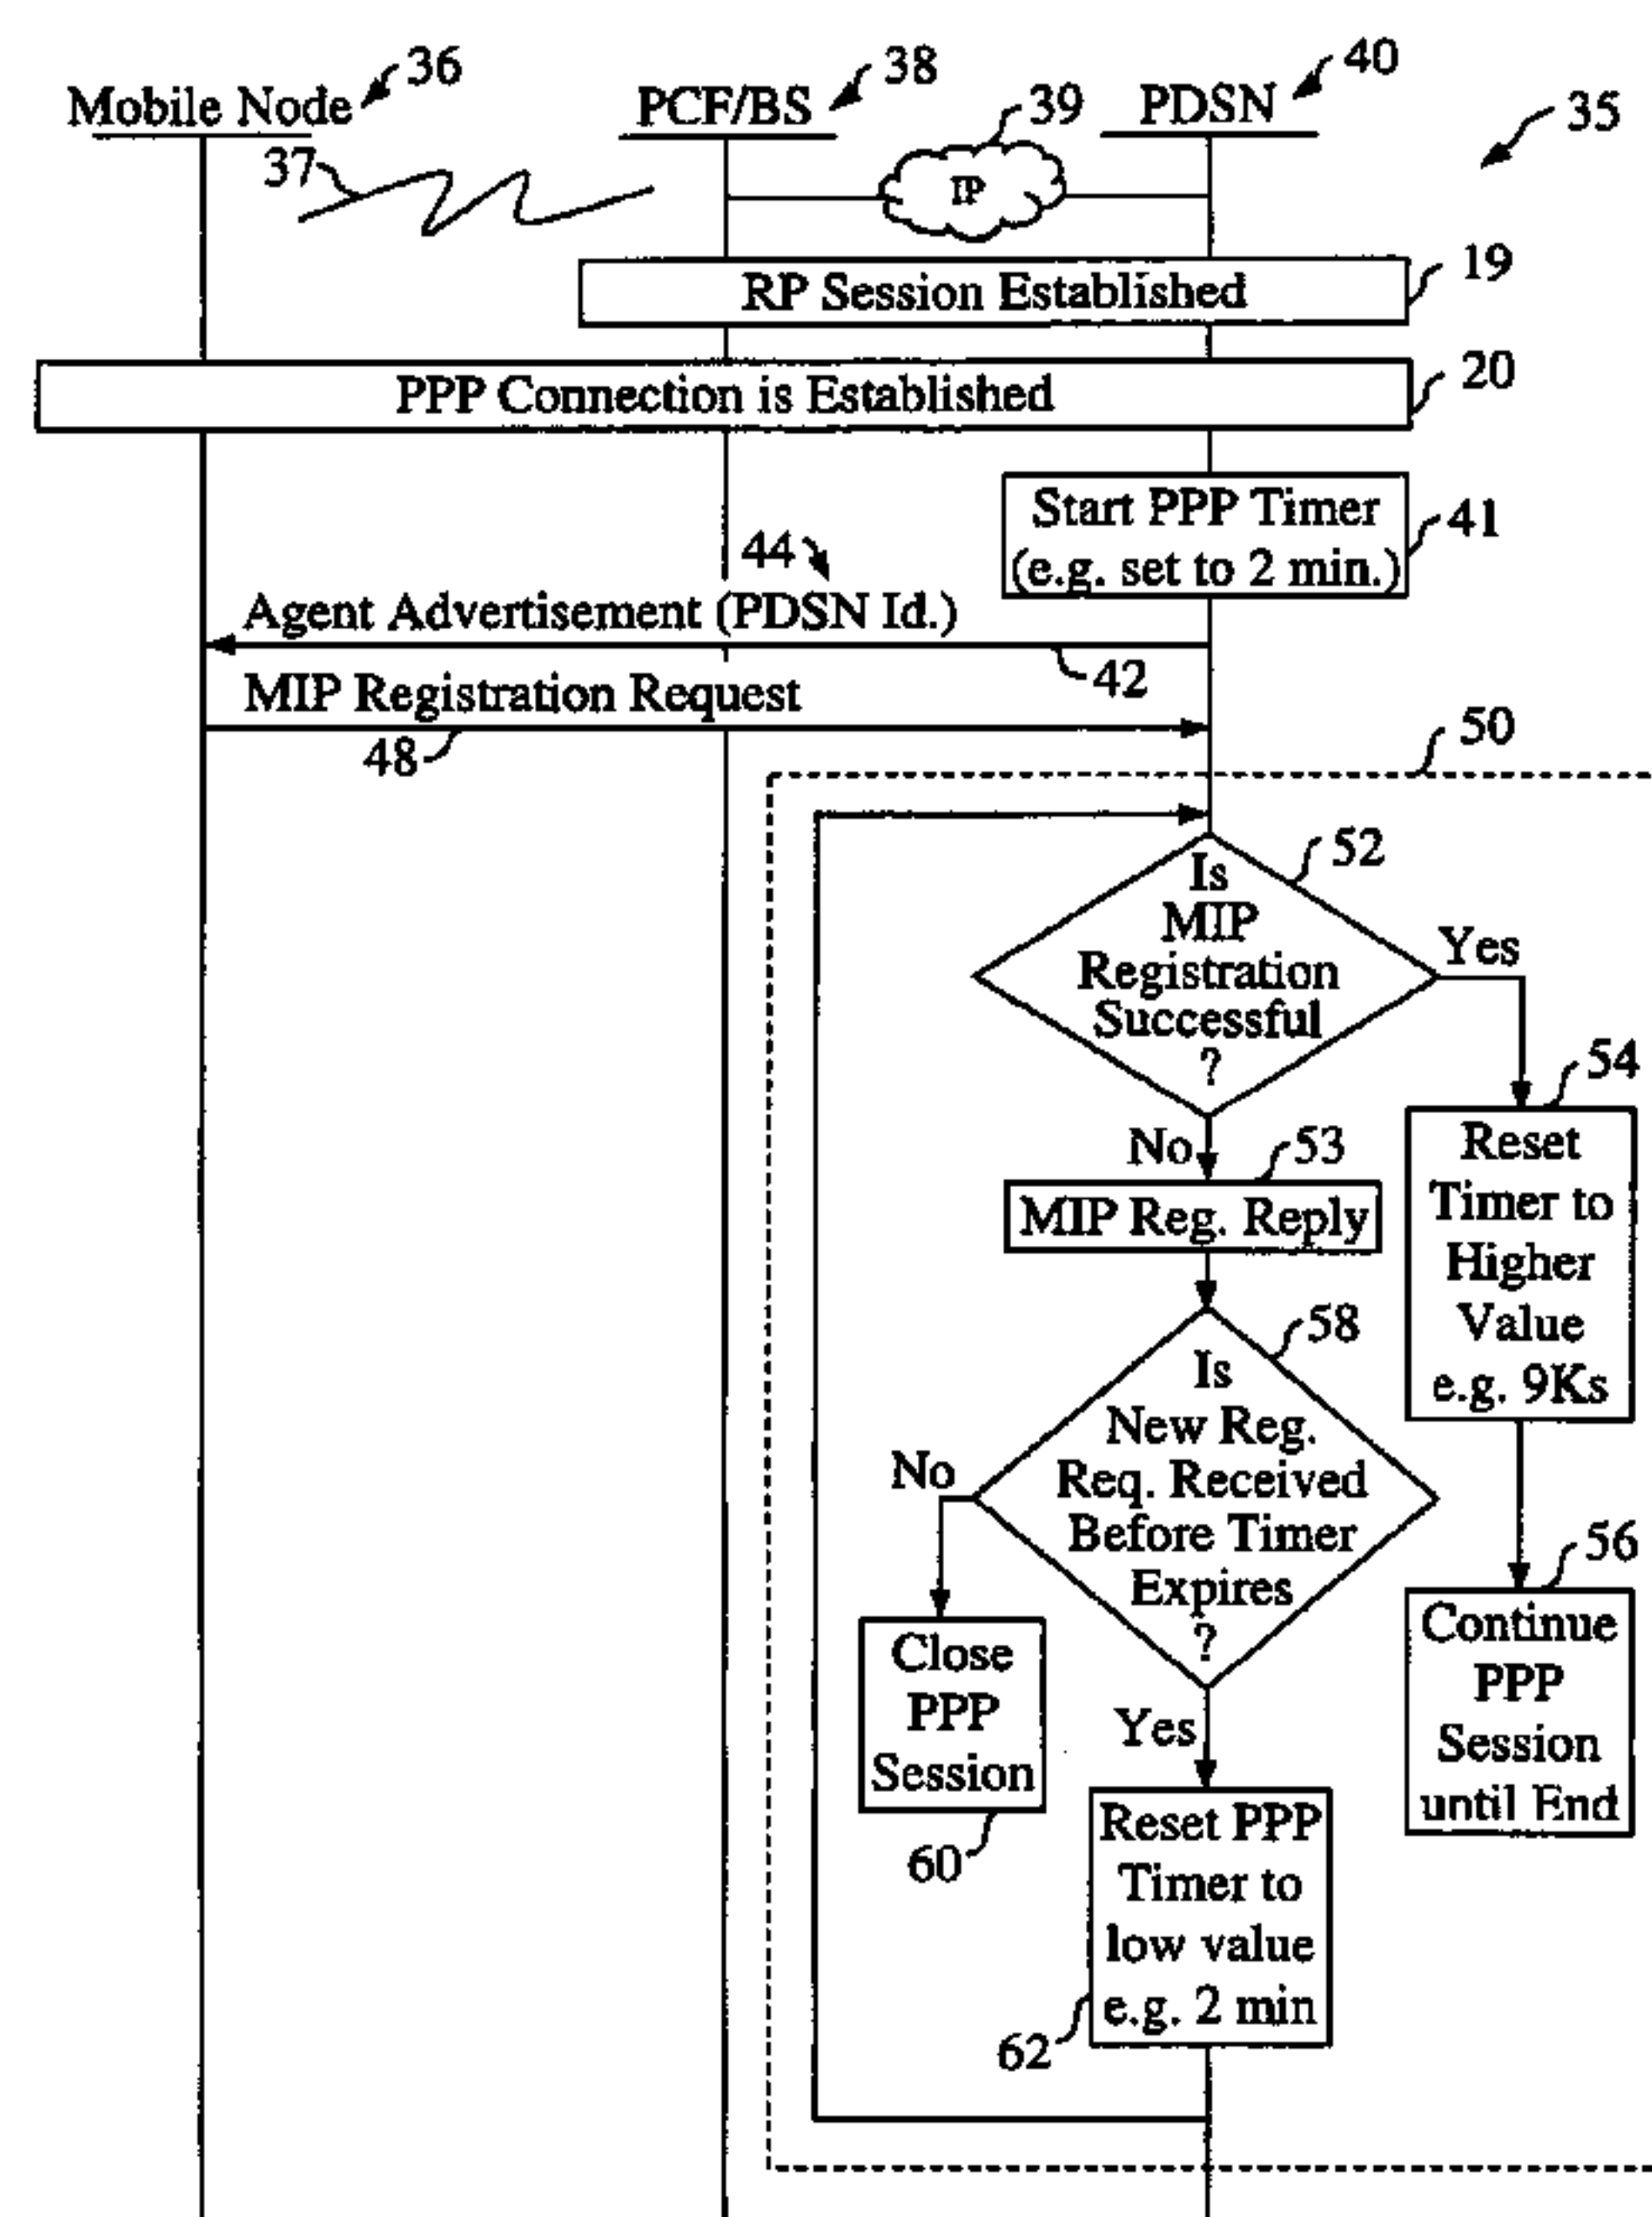 Mobile Node 36
PCF/BS 38
PDSN 40
35
37
39
IP
RP Session Established 19
PPP Connection is Established 20
Start PPP Timer
(e.g. set to 2 min.) 41
44
Agent Advertisement (PDSN Id.)
42
MIP Registration Request
48
50
Is
MIP
Registration
Successful
?
52
Yes
54
Reset
Timer to
Higher
Value
e.g. 9Ks
No
53
MIP Reg. Reply
58
Is
New Reg.
Req. Received
Before Timer
Expires
?
No
56
Continue
PPP
Session
until End
Close
PPP
Session
60
Yes
Reset PPP
Timer to
low value
e.g. 2 min
62